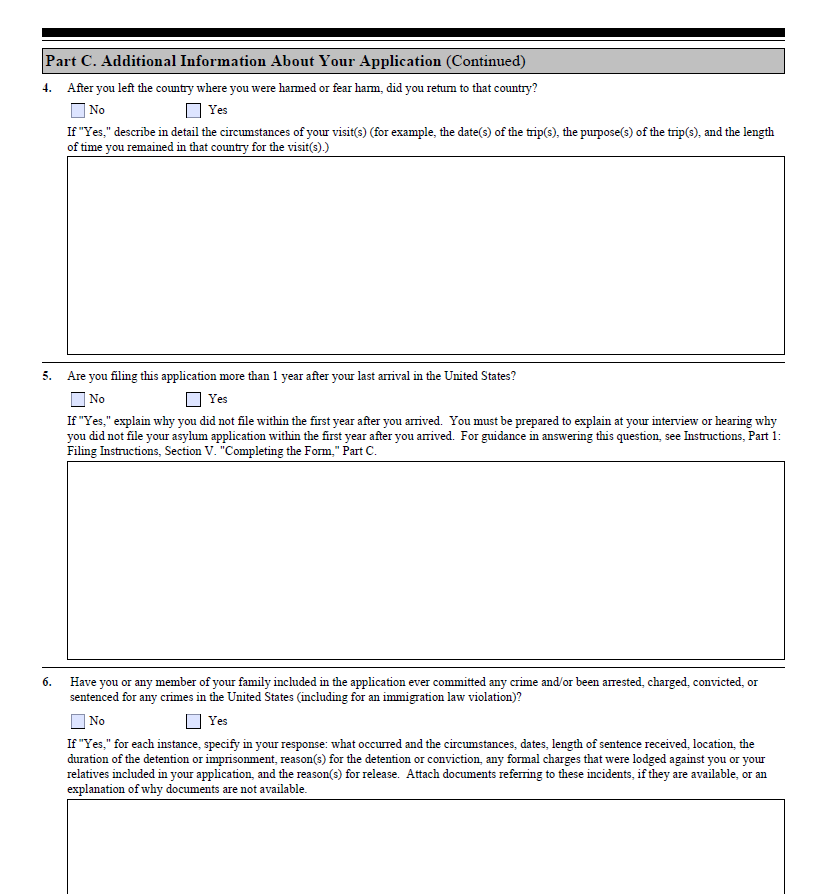 Part C. Additional Information About Your Application (Continued)
4. After you left the country where you were harmed or fear harm, did you return to that country?
No Yes
If "Yes," describe in detail the circumstances of your visit(s) (for example, the date(s) of the trip(s), the purpose(s) of the trip(s), and the length
of time you remained in that country for the visit(s).)
5. Are you filing this application more than 1 year after your last arrival in the United States?
No Yes
If "Yes," explain why you did not file within the first year after you arrived. You must be prepared to explain at your interview or hearing why
you did not file your asylum application within the first year after you arrived. For guidance in answering this question, see Instructions, Part 1:
Filing Instructions, Section V. "Completing the Form," Part C.
6. Have you or any member of your family included in the application ever committed any crime and/or been arrested, charged, convicted, or
sentenced for any crimes in the United States (including for an immigration law violation)?
No Yes
If "Yes," for each instance, specify in your response: what occurred and the circumstances, dates, length of sentence received, location, the
duration of the detention or imprisonment, reason(s) for the detention or conviction, any formal charges that were lodged against you or your
relatives included in your application, and the reason(s) for release. Attach documents referring to these incidents, if they are available, or an
explanation of why documents are not available.